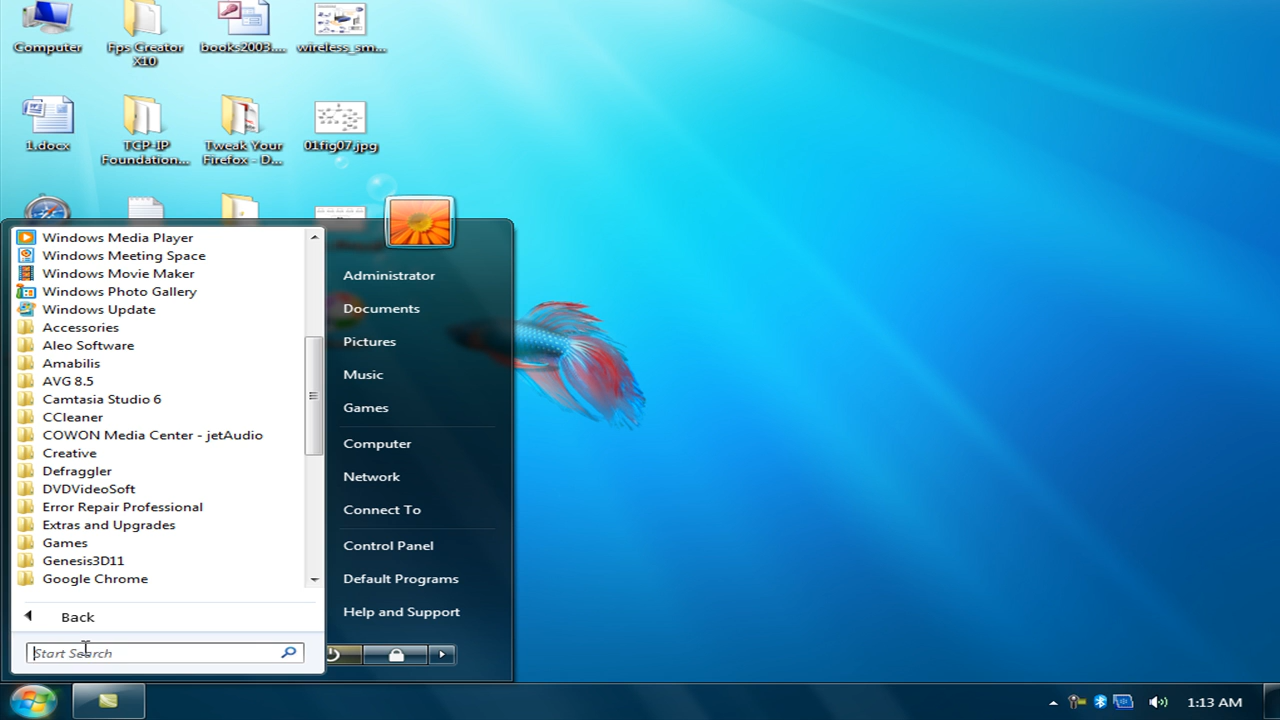 Computer
Fps Creator
X10
books2003....
wireless_sm...
1.docx
TCP-IP
Foundation...
Tweak Your
Firefox - D...
01fig07.jpg
Windows Media Player
Windows Meeting Space
Windows Movie Maker
Windows Photo Gallery
Windows Update
Accessories
Aleo Software
Amabilis
AVG 8.5
Camtasia Studio 6
CCleaner
COWON Media Center - jetAudio
Creative
Defraggler
DVDVideoSoft
Error Repair Professional
Extras and Upgrades
Games
Genesis3D11
Google Chrome
Back
Start Search
Administrator
Documents
Pictures
Music
Games
Computer
Network
Connect To
Control Panel
Default Programs
Help and Support
1:13 AM